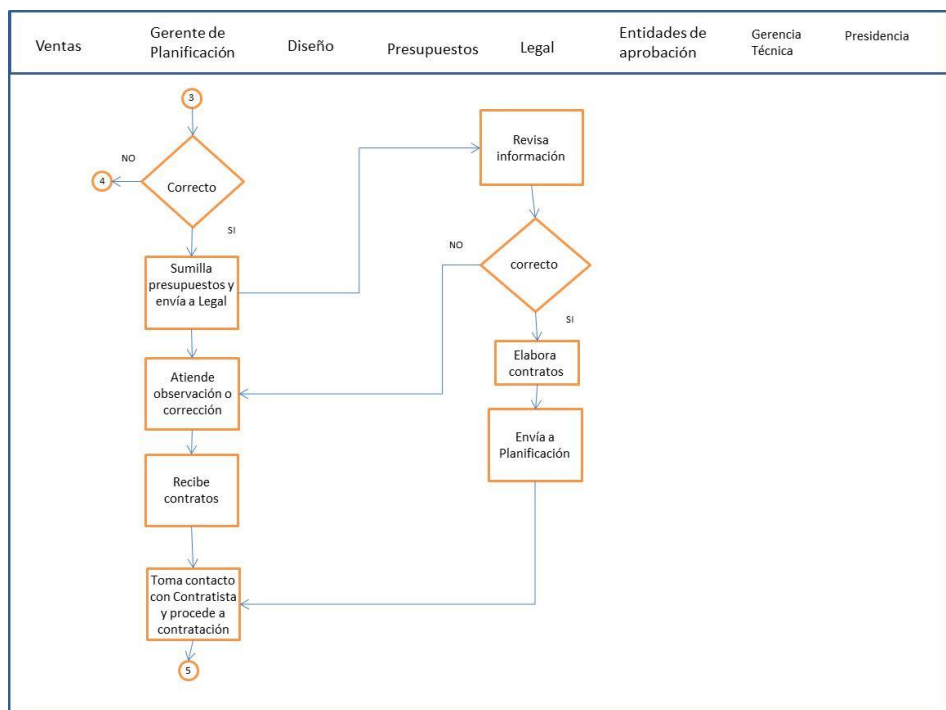 Ventas
Gerente de
Planificación
Diseño
Presupuestos
Legal
Entidades de
aprobación
Gerencia
Técnica
Presidencia
3
NO
4
Correcto
SI
Sumilla
presupuestos y
envía a Legal
Atiende
observación o
corrección
Recibe
contratos
Toma contacto
con Contratista
y procede a
contratación
5
Revisa
información
NO
correcto
SI
Elabora
contratos
Envía a
Planificación